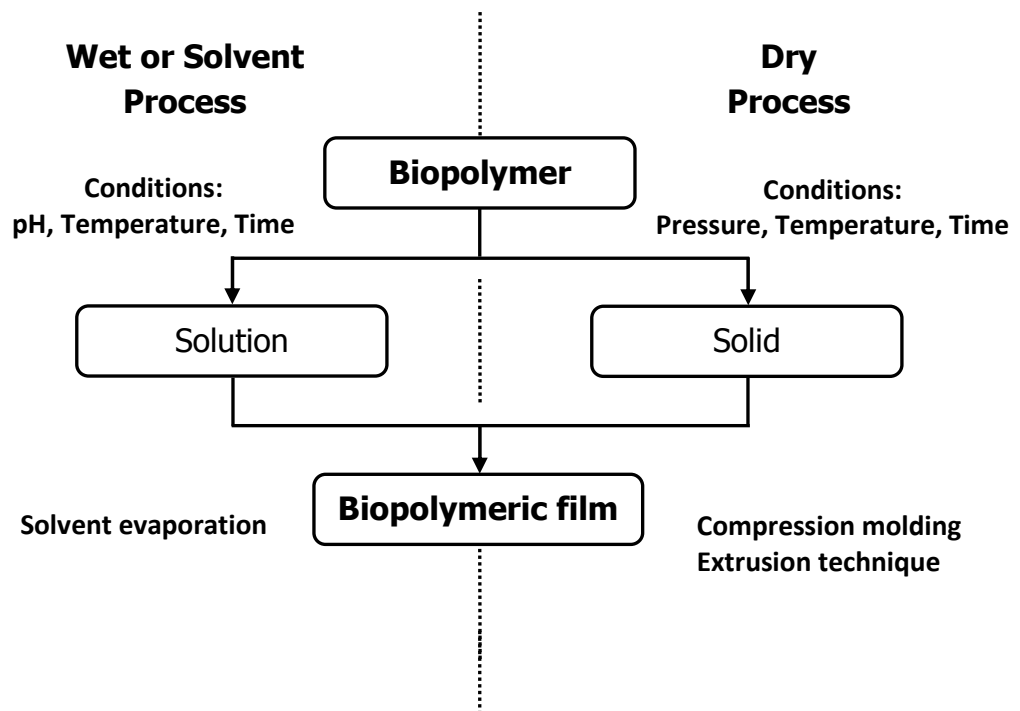 Wet or Solvent
Process
Dry
Process
Biopolymer
Conditions:
pH, Temperature, Time
Conditions:
Pressure, Temperature, Time
Solution
Solid
Biopolymeric film
Solvent evaporation
Compression molding
Extrusion technique